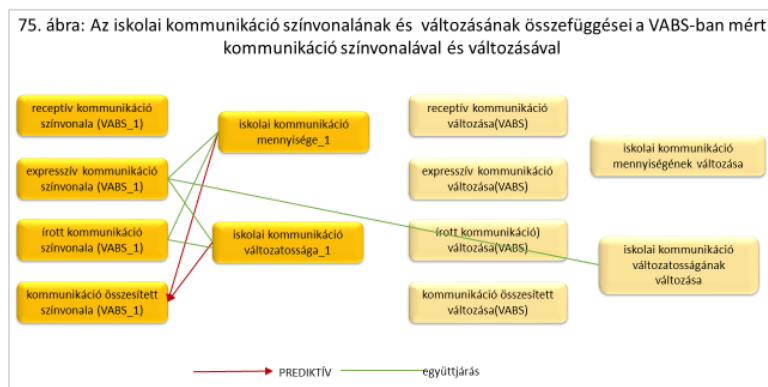 75. ábra: Az iskolai kommunikáció színvonalának és változásának összefüggései a VABS-ban mért
kommunikáció színvonalával és változásával
receptív kommunikáció
színvonala (VABS_1)
expresszív kommunikáció
színvonala (VABS_1)
írott kommunikáció
színvonala (VABS_1)
kommunikáció összesített
színvonala (VABS_1)
iskolai kommunikáció
mennyisége_1
iskolai kommunikáció
változatossága_1
receptív kommunikáció
változása(VABS)
expresszív kommunikáció
változása(VABS)
írott kommunikáció)
változása(VABS)
kommunikáció összesített
változása(VABS)
iskolai kommunikáció
mennyiségének változása
iskolai kommunikáció
változatosságának
változása
PREDIKTÍV
együttjárás